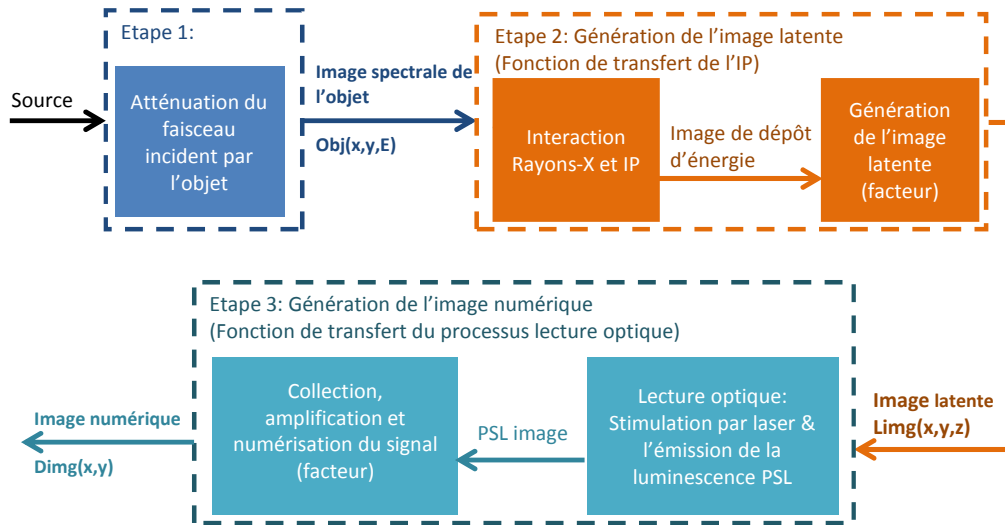 Etape 1:
Source
Atténuation du
faisceau
incident par
l'objet
Image spectrale de
l'objet
Obj(x,y,E)
Etape 2: Génération de l'image latente
(Fonction de transfert de l'IP)
Interaction
Rayons-X et IP
Image de dépôt
d'énergie
Génération
de l'image
latente
(facteur)
Etape 3: Génération de l'image numérique
(Fonction de transfert du processus lecture optique)
Image latente
Limg(x,y,z)
Lecture optique:
Stimulation par laser &
l'émission de la
luminescence PSL
PSL image
Collection,
amplification et
numérisation du signal
(facteur)
Image numérique
Dimg(x,y)